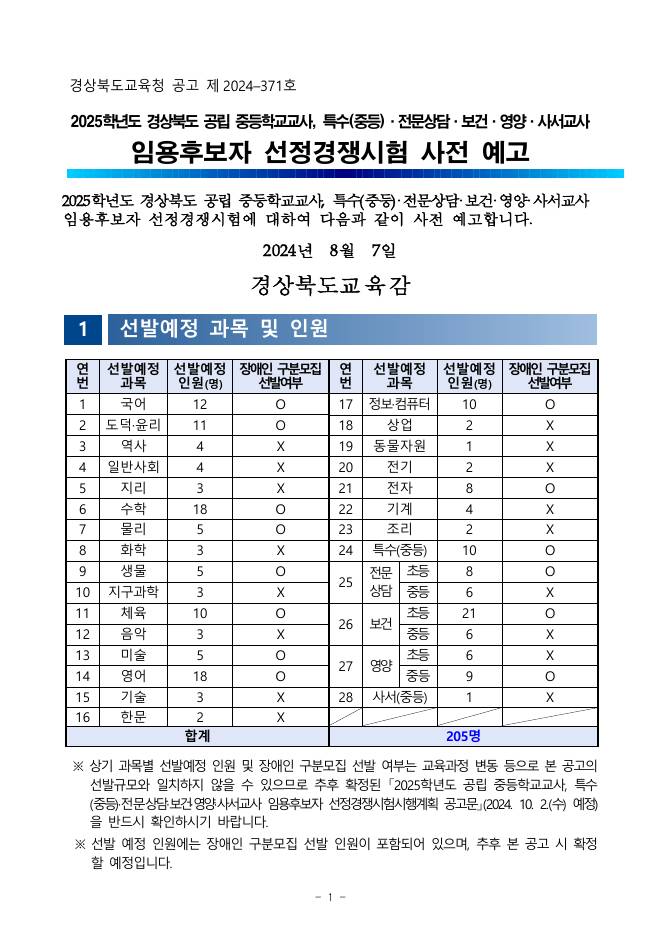 경상북도교육청 공고 제 2024–371호
2025학년도 경상북도 공립 중등학교교사, 특수(중등)·전문상담·보건·영양·사서교사
임용후보자 선정경쟁시험 사전 예고
2025학년도 경상북도 공립 중등학교교사, 특수(중등)·전문상담·보건·영양·사서교사
임용후보자 선정경쟁시험에 대하여 다음과 같이 사전 예고합니다.
2024년 8월 7일
경상북도교육감
1 선발예정 과목 및 인원
연번 선발예정 과목 선발예정 인원(명) 장애인 구분모집 선발여부 연번 선발예정 과목 선발예정 인원(명) 장애인 구분모집 선발여부
1 국어 12 O 17 정보·컴퓨터 10 O
2 도덕·윤리 11 O 18 상업 2 X
3 역사 4 X 19 동물자원 1 X
4 일반사회 4 X 20 전기 2 X
5 지리 3 X 21 전자 8 O
6 수학 18 O 22 기계 4 X
7 물리 5 O 23 조리 2 X
8 화학 3 X 24 특수(중등) 10 O
9 생물 5 O 25 전문상담 초등 8 O
10 지구과학 3 X 중등 6 X
11 체육 10 O 26 보건 초등 21 O
12 음악 3 X 중등 6 X
13 미술 5 O 27 영양 초등 6 X
14 영어 18 O 중등 9 O
15 기술 3 X 28 사서(중등) 1 X
16 한문 2 X
합계 205명
※ 상기 과목별 선발예정 인원 및 장애인 구분모집 선발 여부는 교육과정 변동 등으로 본 공고의
선발규모와 일치하지 않을 수 있으므로 추후 확정된 「2025학년도 공립 중등학교교사, 특수
(중등)·전문상담·보건·영양·사서교사 임용후보자 선정경쟁시험시행계획 공고문」(2024. 10. 2.(수) 예정)
을 반드시 확인하시기 바랍니다.
※ 선발 예정 인원에는 장애인 구분모집 선발 인원이 포함되어 있으며, 추후 본 공고 시 확정
할 예정입니다.
– 1 –